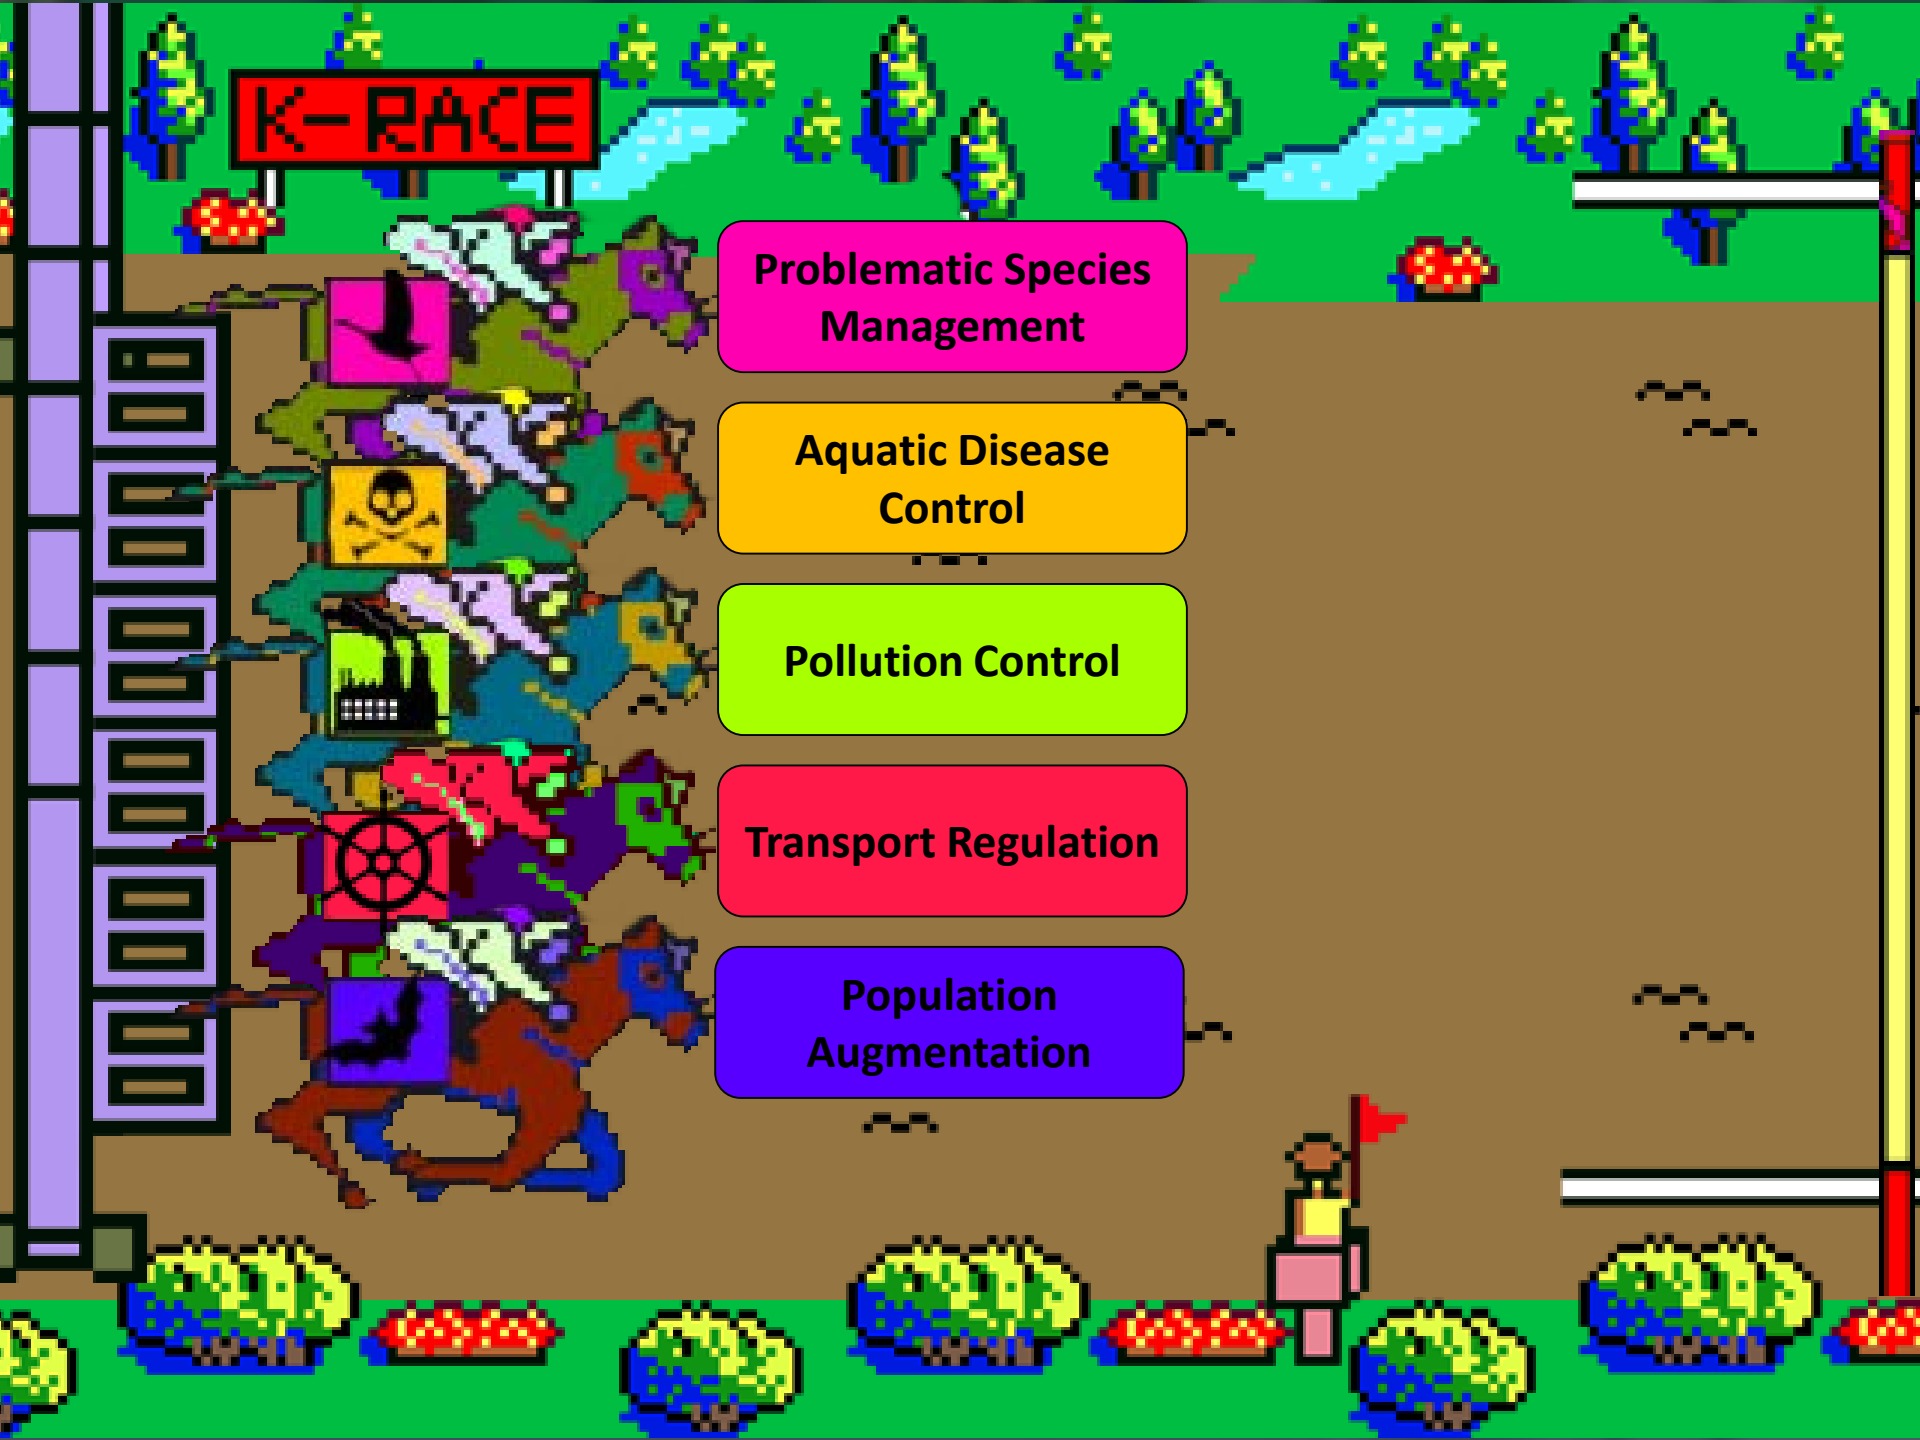 K-RACE
Problematic Species
Management
Aquatic Disease
Control
Pollution Control
Transport Regulation
Population
Augmentation